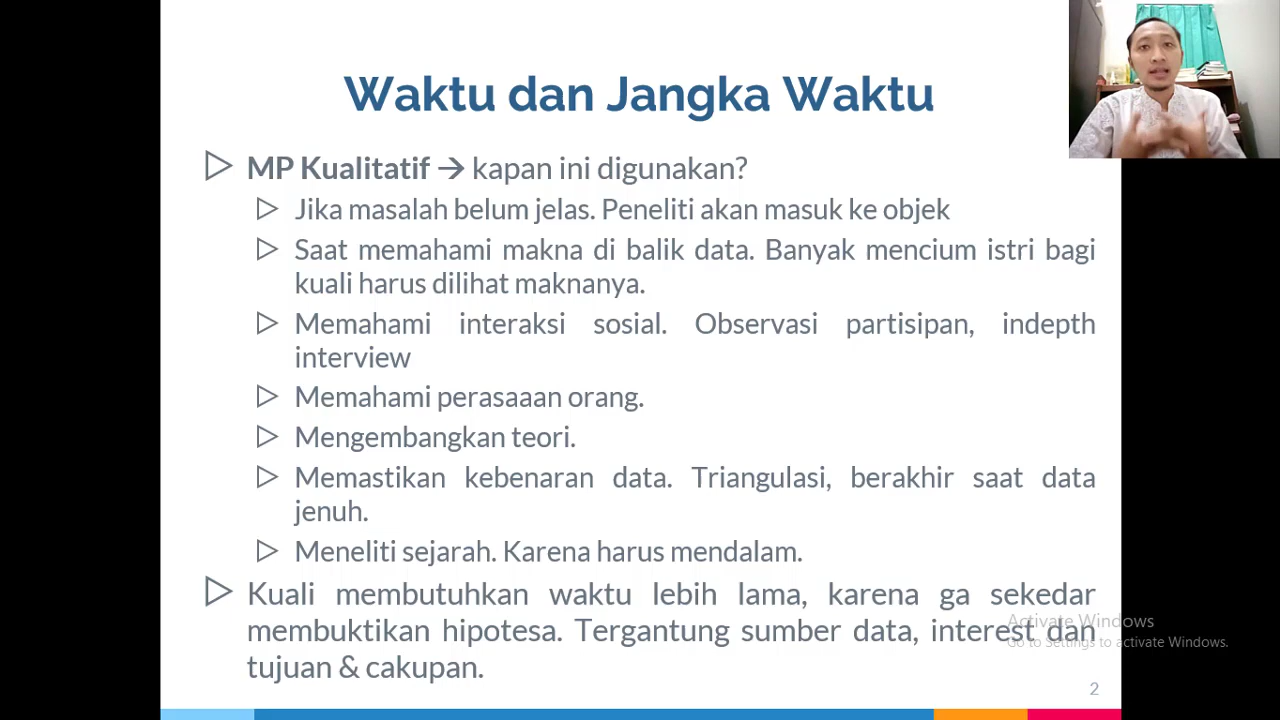 Waktu dan Jangka Waktu
MP Kualitatif → kapan ini digunakan?
Jika masalah belum jelas. Peneliti akan masuk ke objek
Saat memahami makna di balik data. Banyak mencium istri bagi
kuali harus dilihat maknanya.
Memahami interaksi sosial. Observasi partisipan, indepth
interview
Memahami perasaaan orang.
Mengembangkan teori.
Memastikan kebenaran data. Triangulasi, berakhir saat data
jenuh.
Meneliti sejarah. Karena harus mendalam.
Kuali membutuhkan waktu lebih lama, karena ga sekedar
membuktikan hipotesa. Tergantung sumber data, interest dan
tujuan & cakupan.
Activate Windows
Go to Settings to activate Windows.
2